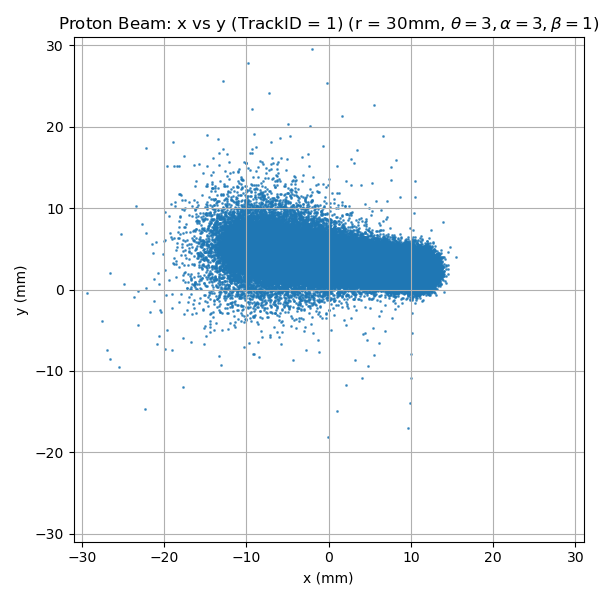 Proton Beam: x vs y (TrackID = 1) (r = 30mm, θ = 3, α = 3, β = 1)
30
20
10
0
−10
−20
−30
y (mm)
−30 −20 −10 0 10 20 30
x (mm)